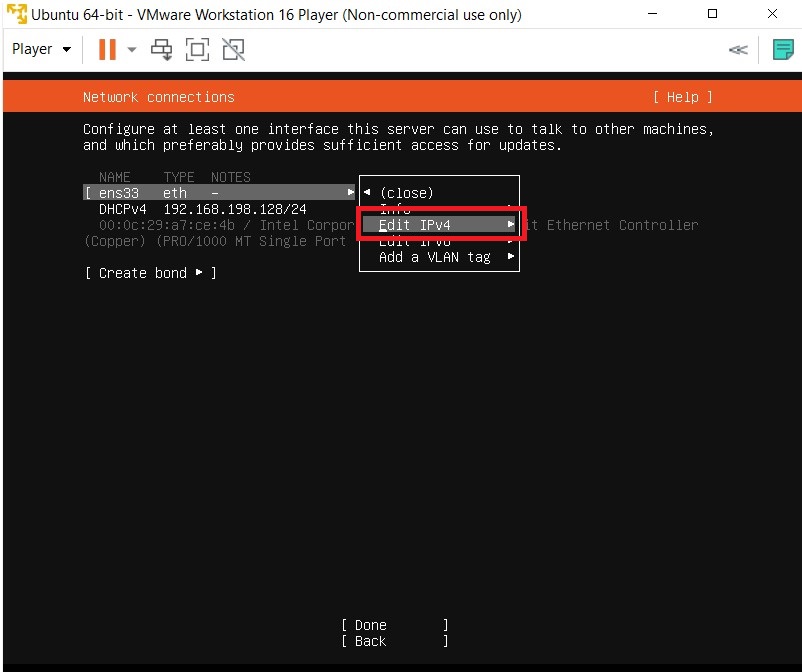 Ubuntu 64-bit - VMware Workstation 16 Player (Non-commercial use only)
Player
Network connections [ Help ]
Configure at least one interface this server can use to talk to other machines,
and which preferably provides sufficient access for updates.
NAME TYPE NOTES
[ ens33 eth – ▸ ◂ (close)
DHCPv4 192.168.198.128/24 Info
00:0c:29:a7:ce:4b / Intel Corpor Edit IPv4 ▸ it Ethernet Controller
(Copper) (PRO/1000 MT Single Port Edit IPv6 ▸
Add a VLAN tag ▸
[ Create bond ▸ ]
[ Done ]
[ Back ]